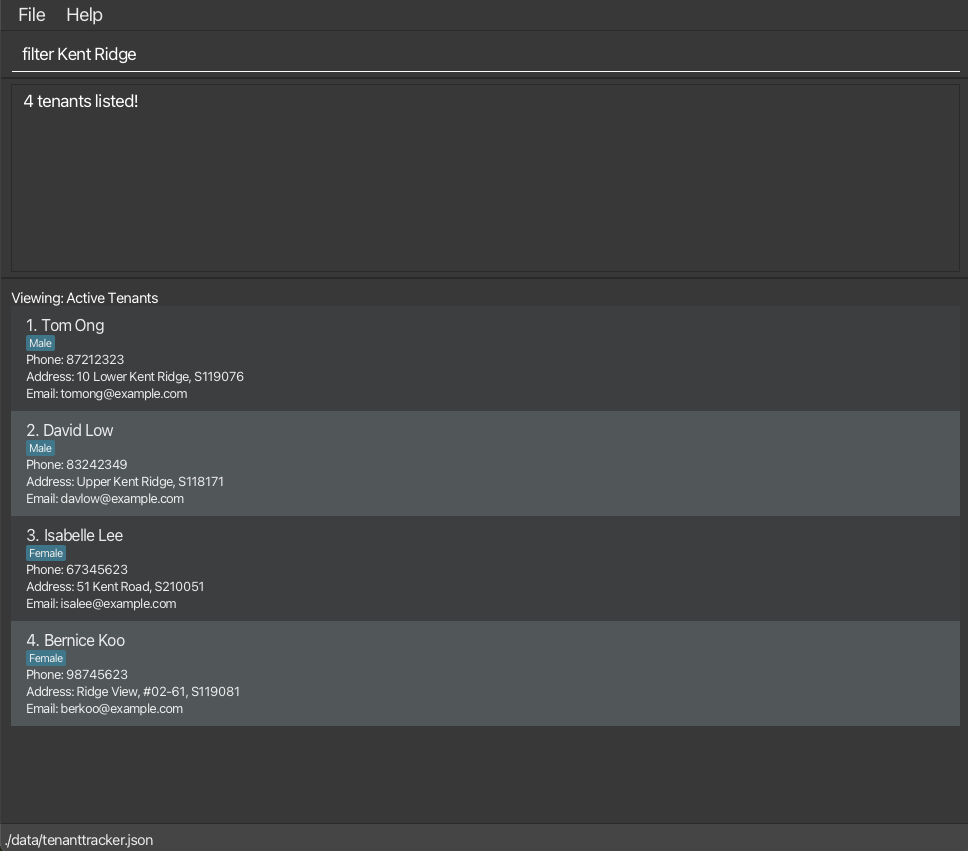 File Help
filter Kent Ridge
4 tenants listed!
Viewing: Active Tenants
1. Tom Ong
Male
Phone: 87212323
Address: 10 Lower Kent Ridge, S119076
Email: tomong@example.com
2. David Low
Male
Phone: 83242349
Address: Upper Kent Ridge, S118171
Email: davlow@example.com
3. Isabelle Lee
Female
Phone: 67345623
Address: 51 Kent Road, S210051
Email: isalee@example.com
4. Bernice Koo
Female
Phone: 98745623
Address: Ridge View, #02-61, S119081
Email: berkoo@example.com
./data/tenanttracker.json